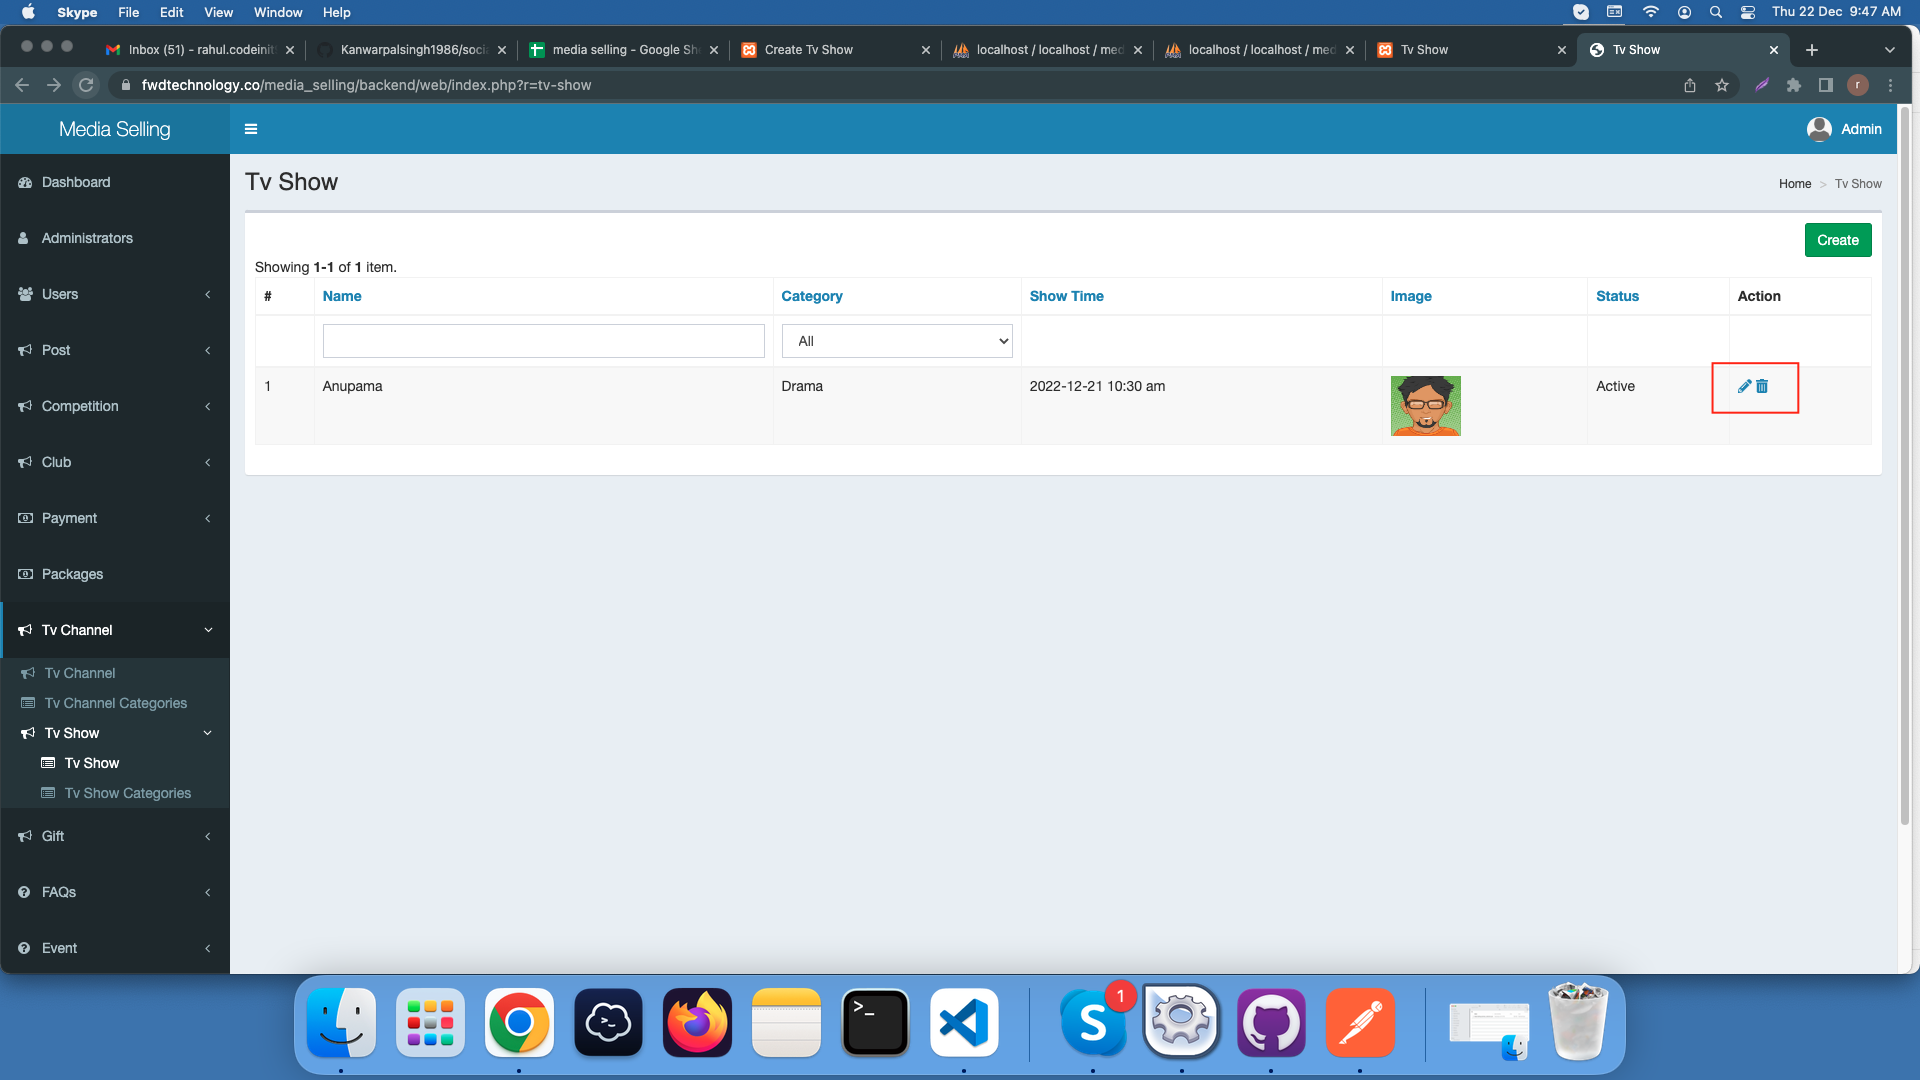 Skype File Edit View Window Help Thu 22 Dec 9:47 AM
Inbox (51) - rahul.codeinit Kanwarpalsingh1986/socia media selling - Google She Create Tv Show localhost / localhost / med localhost / localhost / med Tv Show Tv Show
fwdtechnology.co/media_selling/backend/web/index.php?r=tv-show r
Media Selling Admin
Tv Show Home > Tv Show
Create
Showing 1-1 of 1 item.
# Name Category Show Time Image Status Action
All
1 Anupama Drama 2022-12-21 10:30 am Active
Dashboard
Administrators
Users
Post
Competition
Club
Payment
Packages
Tv Channel
Tv Channel
Tv Channel Categories
Tv Show
Tv Show
Tv Show Categories
Gift
FAQs
Event
>_
S 1